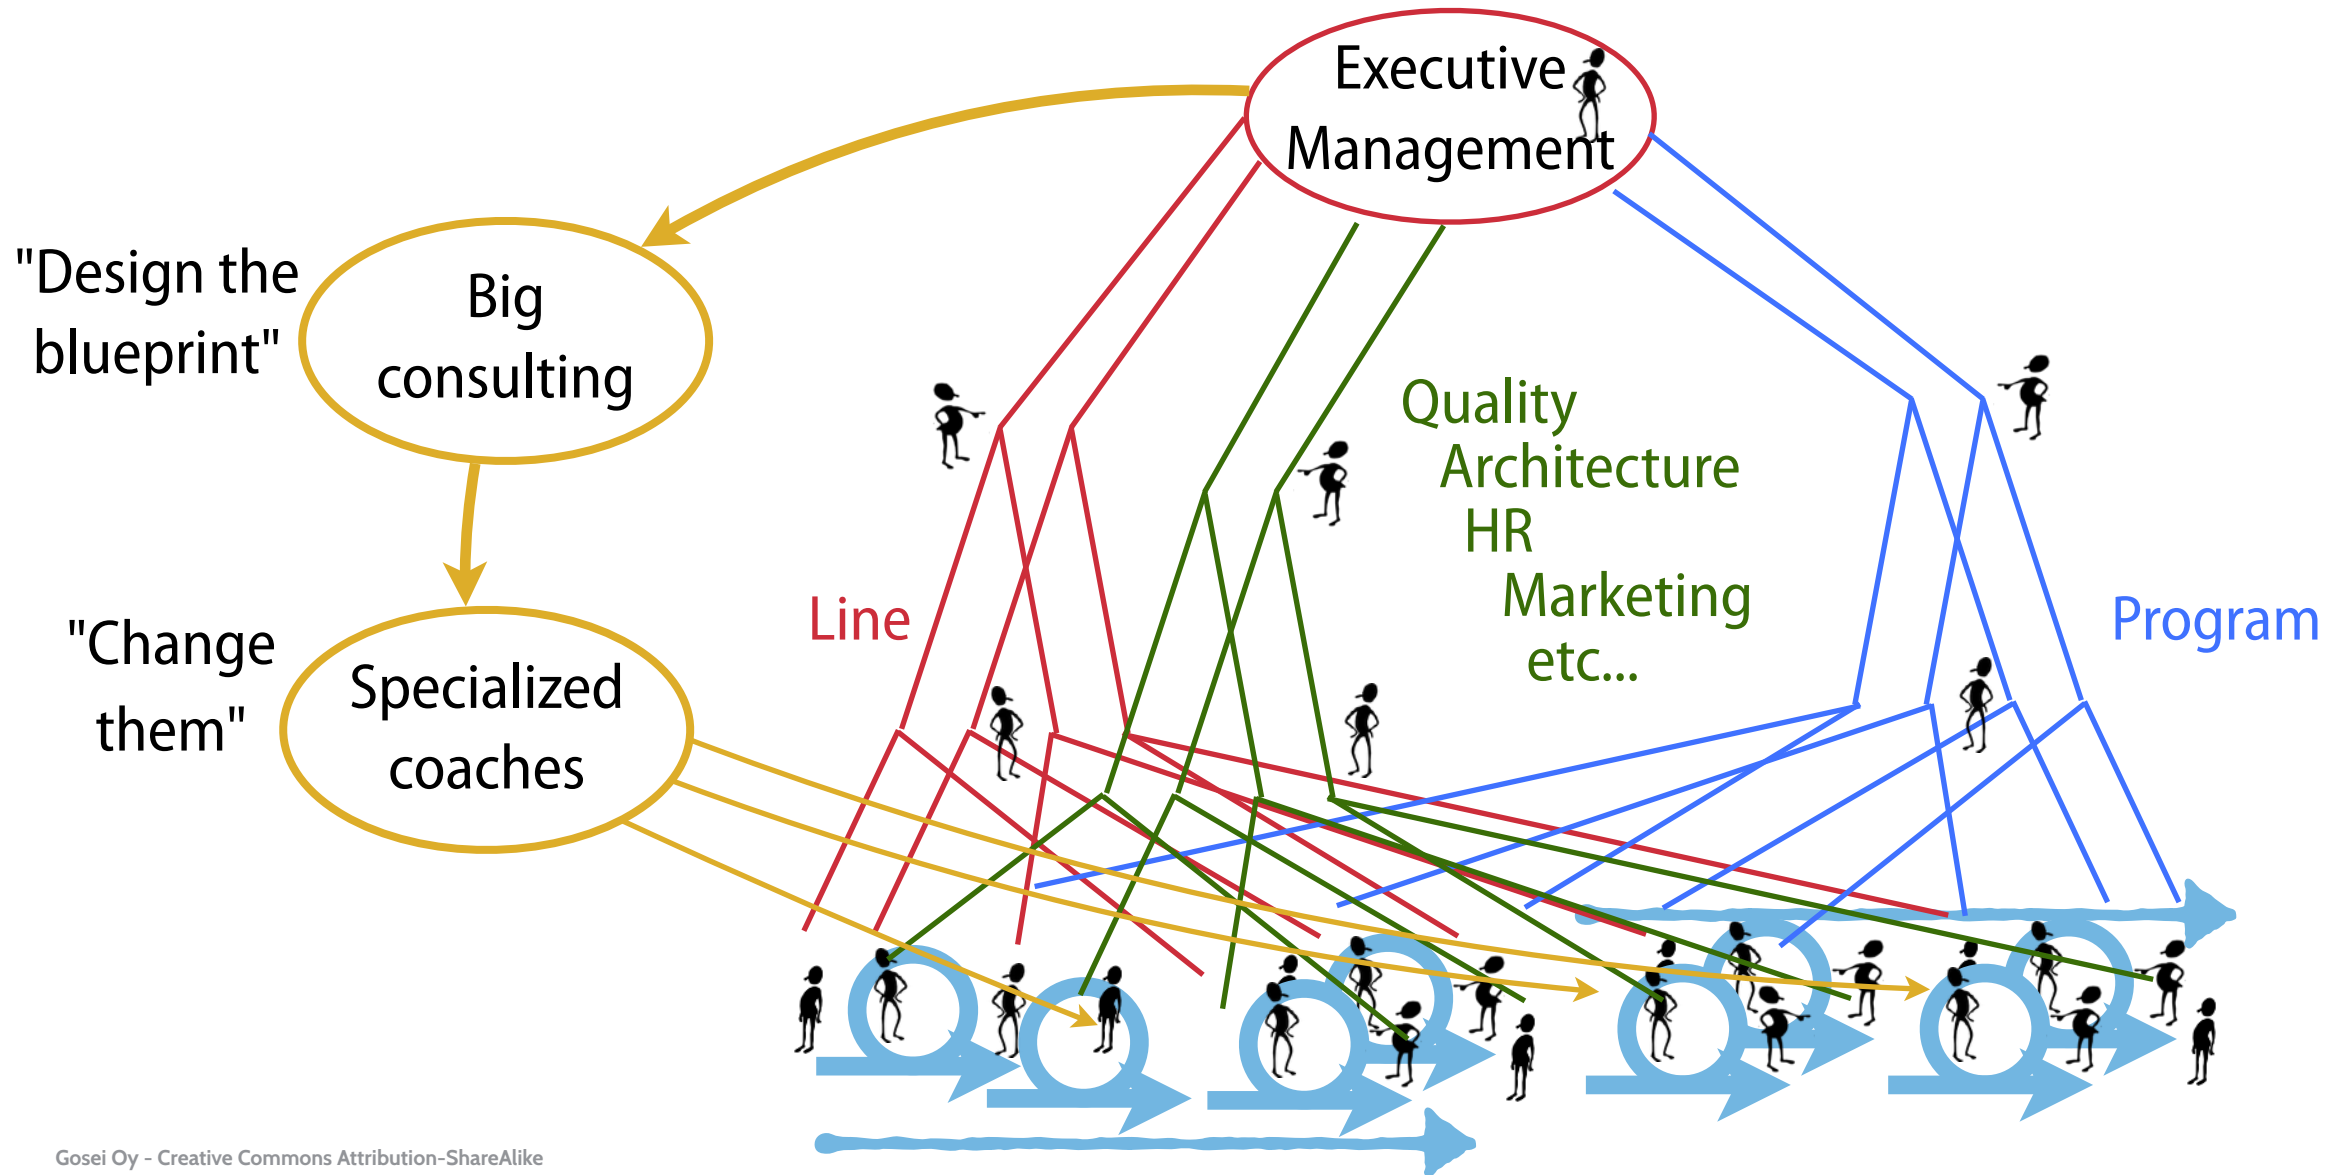 Executive
Management
"Design the
blueprint"
Big
consulting
Quality
Architecture
HR
Marketing
etc...
Line
Program
"Change
them"
Specialized
coaches
Gosei Oy - Creative Commons Attribution-ShareAlike